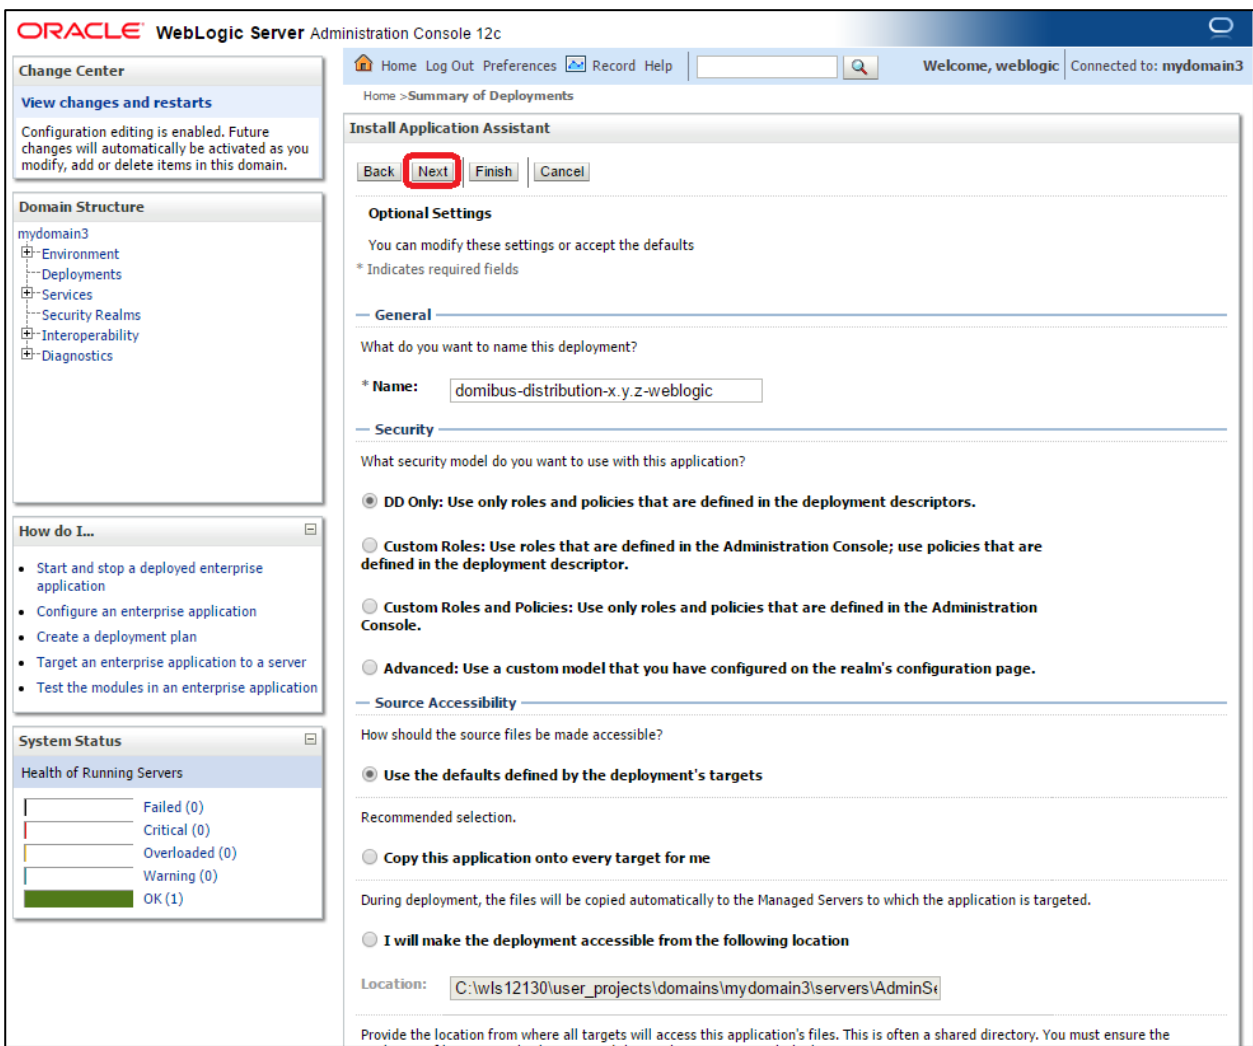 ORACLE WebLogic Server Administration Console 12c
Change Center
View changes and restarts
Configuration editing is enabled. Future
changes will automatically be activated as you
modify, add or delete items in this domain.
Domain Structure
mydomain3
Environment
Deployments
Services
Security Realms
Interoperability
Diagnostics
How do I...
Start and stop a deployed enterprise
application
Configure an enterprise application
Create a deployment plan
Target an enterprise application to a server
Test the modules in an enterprise application
System Status
Health of Running Servers
Failed (0)
Critical (0)
Overloaded (0)
Warning (0)
OK (1)
Home Log Out Preferences Record Help
Welcome, weblogic Connected to: mydomain3
Home >Summary of Deployments
Install Application Assistant
Back Next Finish Cancel
Optional Settings
You can modify these settings or accept the defaults
* Indicates required fields
General
What do you want to name this deployment?
* Name: domibus-distribution-x.y.z-weblogic
Security
What security model do you want to use with this application?
DD Only: Use only roles and policies that are defined in the deployment descriptors.
Custom Roles: Use roles that are defined in the Administration Console; use policies that are
defined in the deployment descriptor.
Custom Roles and Policies: Use only roles and policies that are defined in the Administration
Console.
Advanced: Use a custom model that you have configured on the realm's configuration page.
Source Accessibility
How should the source files be made accessible?
Use the defaults defined by the deployment's targets
Recommended selection.
Copy this application onto every target for me
During deployment, the files will be copied automatically to the Managed Servers to which the application is targeted.
I will make the deployment accessible from the following location
Location: C:\wls12130\user_projects\domains\mydomain3\servers\AdminSe
Provide the location from where all targets will access this application's files. This is often a shared directory. You must ensure the